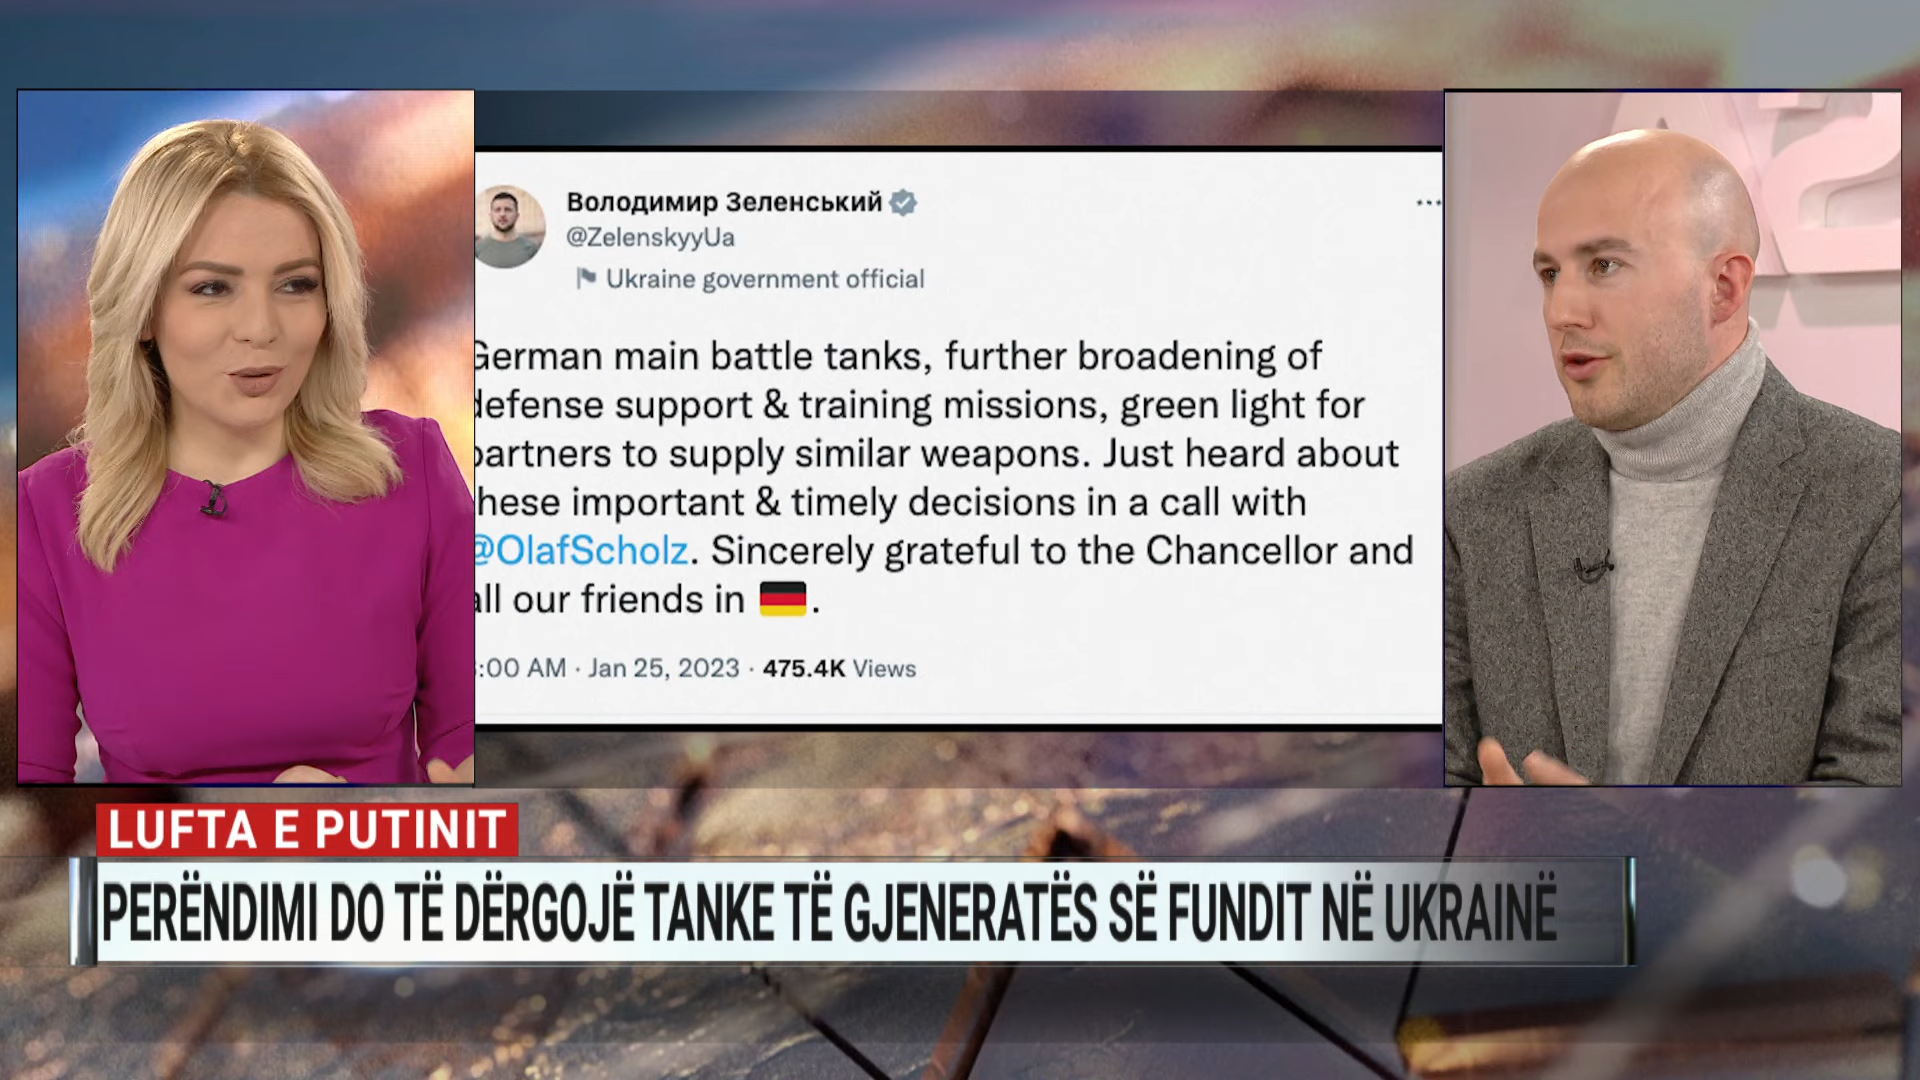 Володимир Зеленський
@ZelenskyyUa
Ukraine government official
German main battle tanks, further broadening of
defense support & training missions, green light for
partners to supply similar weapons. Just heard about
these important & timely decisions in a call with
@OlafScholz. Sincerely grateful to the Chancellor and
all our friends in .
:00 AM · Jan 25, 2023 · 475.4K Views
LUFTA E PUTINIT
PERËNDIMI DO TË DËRGOJË TANKE TË GJENERATËS SË FUNDIT NË UKRAINË